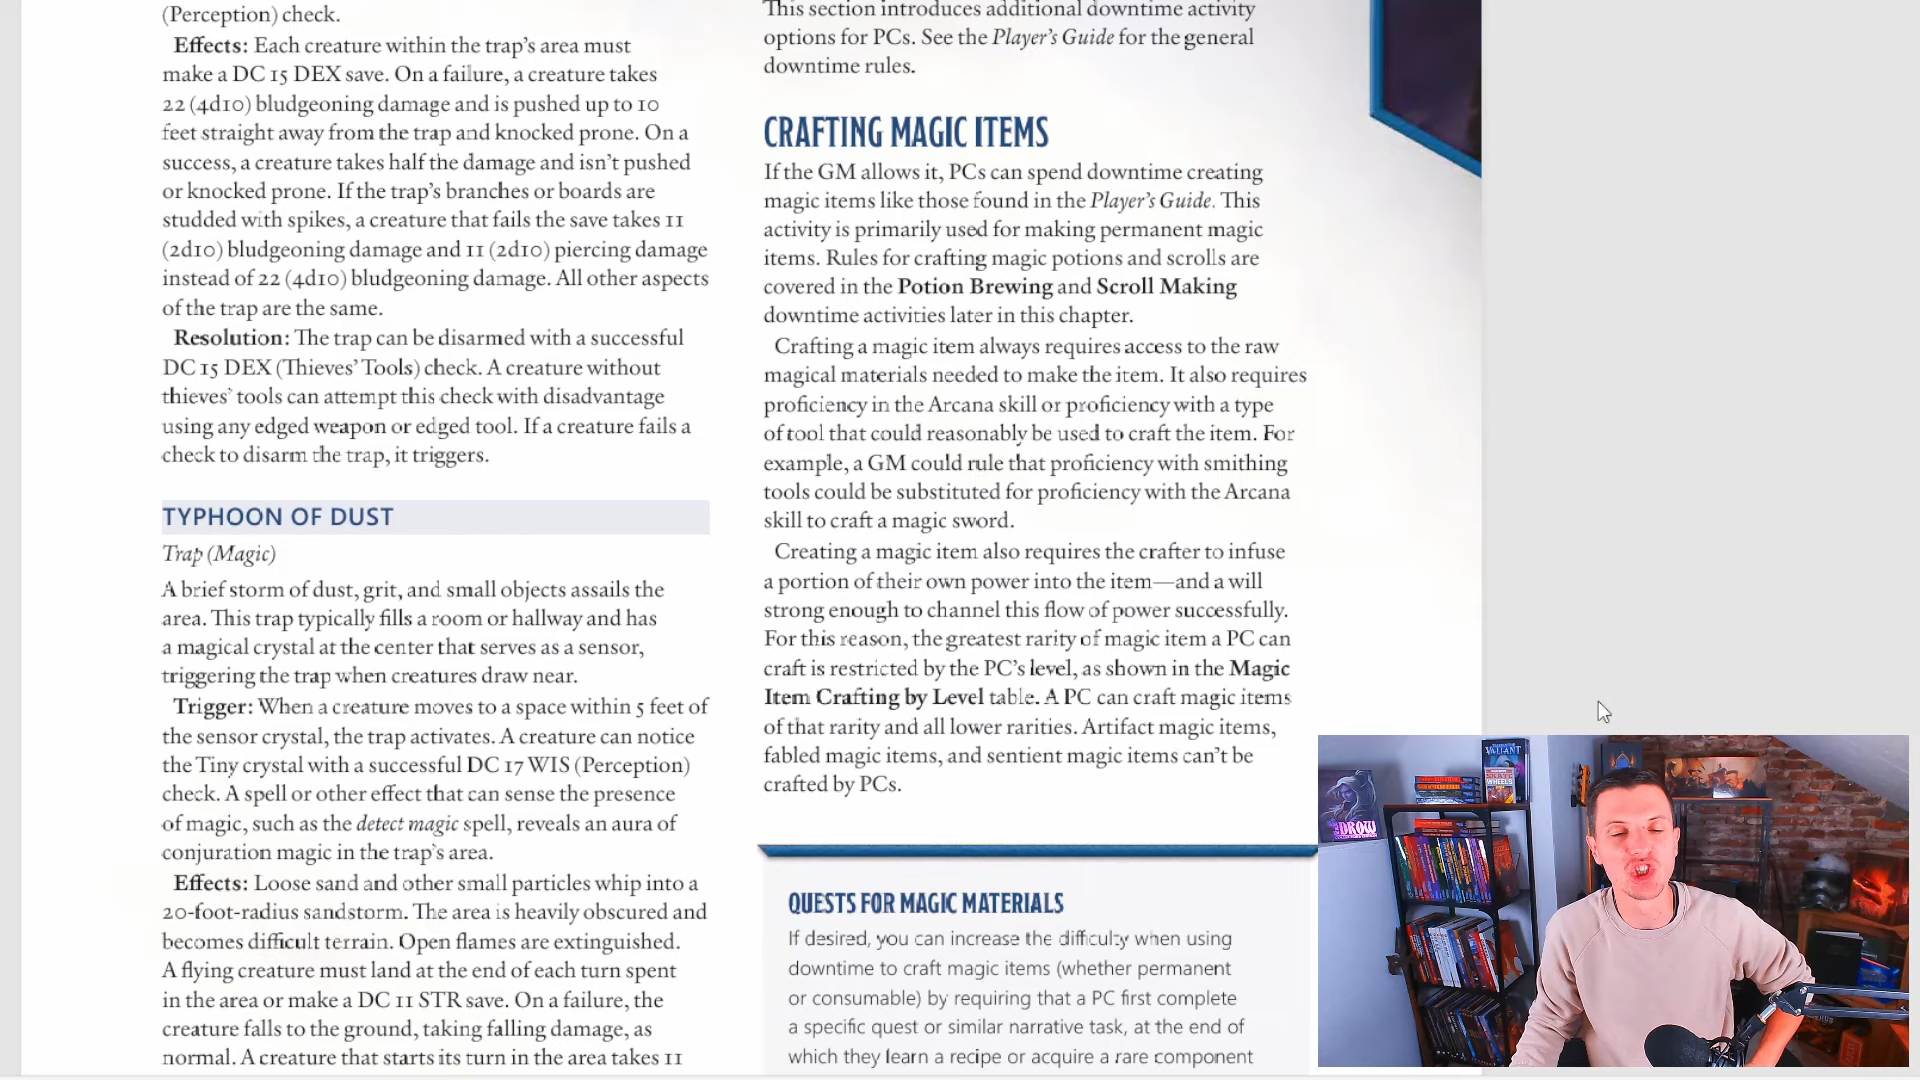 (Perception) check.
Effects: Each creature within the trap's area must
make a DC 15 DEX save. On a failure, a creature takes
22 (4d10) bludgeoning damage and is pushed up to 10
feet straight away from the trap and knocked prone. On a
success, a creature takes half the damage and isn't pushed
or knocked prone. If the trap's branches or boards are
studded with spikes, a creature that fails the save takes 11
(2d10) bludgeoning damage and 11 (2d10) piercing damage
instead of 22 (4d10) bludgeoning damage. All other aspects
of the trap are the same.
Resolution: The trap can be disarmed with a successful
DC 15 DEX (Thieves' Tools) check. A creature without
thieves' tools can attempt this check with disadvantage
using any edged weapon or edged tool. If a creature fails a
check to disarm the trap, it triggers.
TYPHOON OF DUST
Trap (Magic)
A brief storm of dust, grit, and small objects assails the
area. This trap typically fills a room or hallway and has
a magical crystal at the center that serves as a sensor,
triggering the trap when creatures draw near.
Trigger: When a creature moves to a space within 5 feet of
the sensor crystal, the trap activates. A creature can notice
the Tiny crystal with a successful DC 17 WIS (Perception)
check. A spell or other effect that can sense the presence
of magic, such as the detect magic spell, reveals an aura of
conjuration magic in the trap's area.
Effects: Loose sand and other small particles whip into a
20-foot-radius sandstorm. The area is heavily obscured and
becomes difficult terrain. Open flames are extinguished.
A flying creature must land at the end of each turn spent
in the area or make a DC 11 STR save. On a failure, the
creature falls to the ground, taking falling damage, as
normal. A creature that starts its turn in the area takes 11
This section introduces additional downtime activity
options for PCs. See the Player's Guide for the general
downtime rules.
CRAFTING MAGIC ITEMS
If the GM allows it, PCs can spend downtime creating
magic items like those found in the Player's Guide. This
activity is primarily used for making permanent magic
items. Rules for crafting magic potions and scrolls are
covered in the Potion Brewing and Scroll Making
downtime activities later in this chapter.
Crafting a magic item always requires access to the raw
magical materials needed to make the item. It also requires
proficiency in the Arcana skill or proficiency with a type
of tool that could reasonably be used to craft the item. For
example, a GM could rule that proficiency with smithing
tools could be substituted for proficiency with the Arcana
skill to craft a magic sword.
Creating a magic item also requires the crafter to infuse
a portion of their own power into the item—and a will
strong enough to channel this flow of power successfully.
For this reason, the greatest rarity of magic item a PC can
craft is restricted by the PC's level, as shown in the Magic
Item Crafting by Level table. A PC can craft magic items
of that rarity and all lower rarities. Artifact magic items,
fabled magic items, and sentient magic items can't be
crafted by PCs.
QUESTS FOR MAGIC MATERIALS
If desired, you can increase the difficulty when using
downtime to craft magic items (whether permanent
or consumable) by requiring that a PC first complete
a specific quest or similar narrative task, at the end of
which they learn a recipe or acquire a rare component
VALIANT
DROW